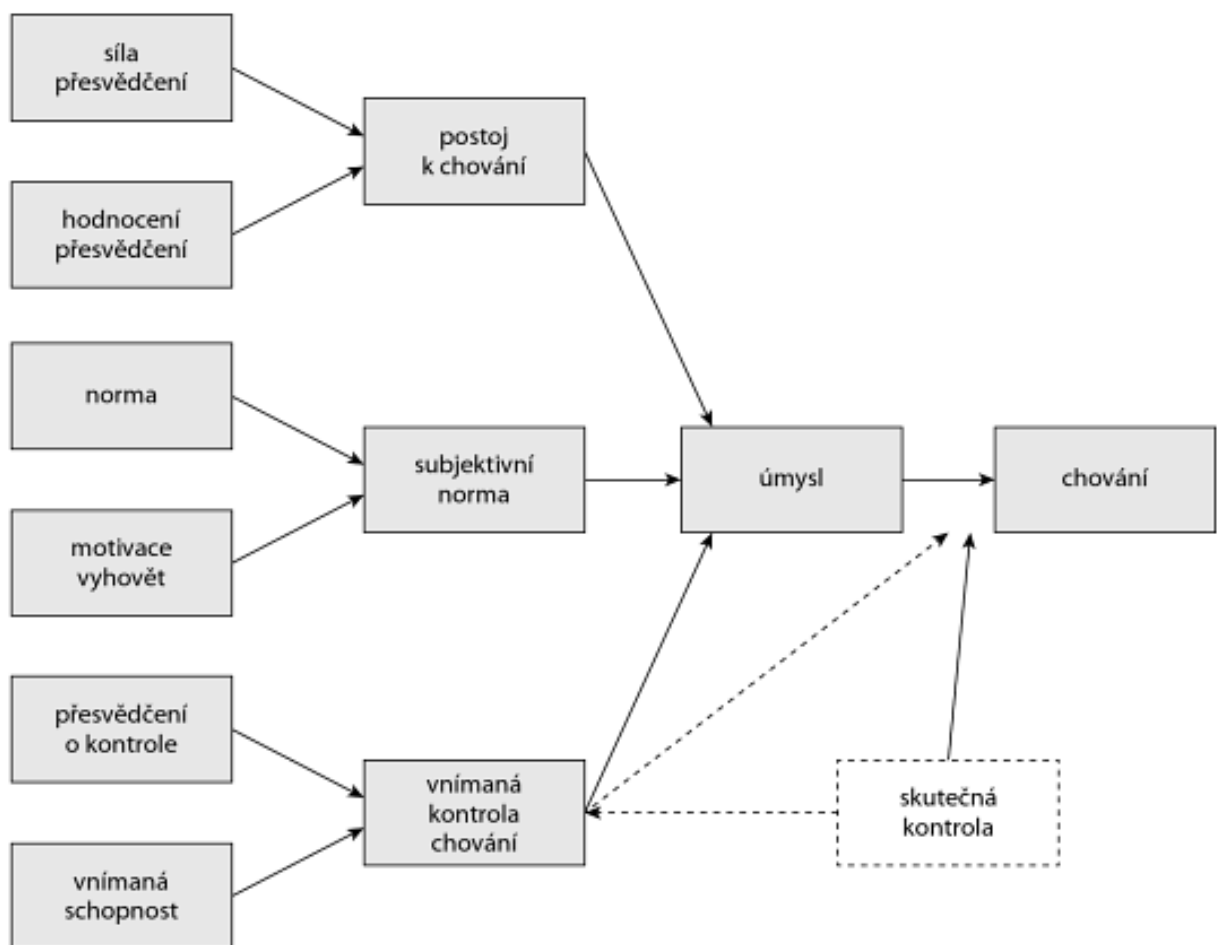 síla
přesvědčení
hodnocení
přesvědčení
postoj
k chování
norma
motivace
vyhovět
subjektivní
norma
úmysl
chování
přesvědčení
o kontrole
vnímaná
schopnost
vnímaná
kontrola
chování
skutečná
kontrola